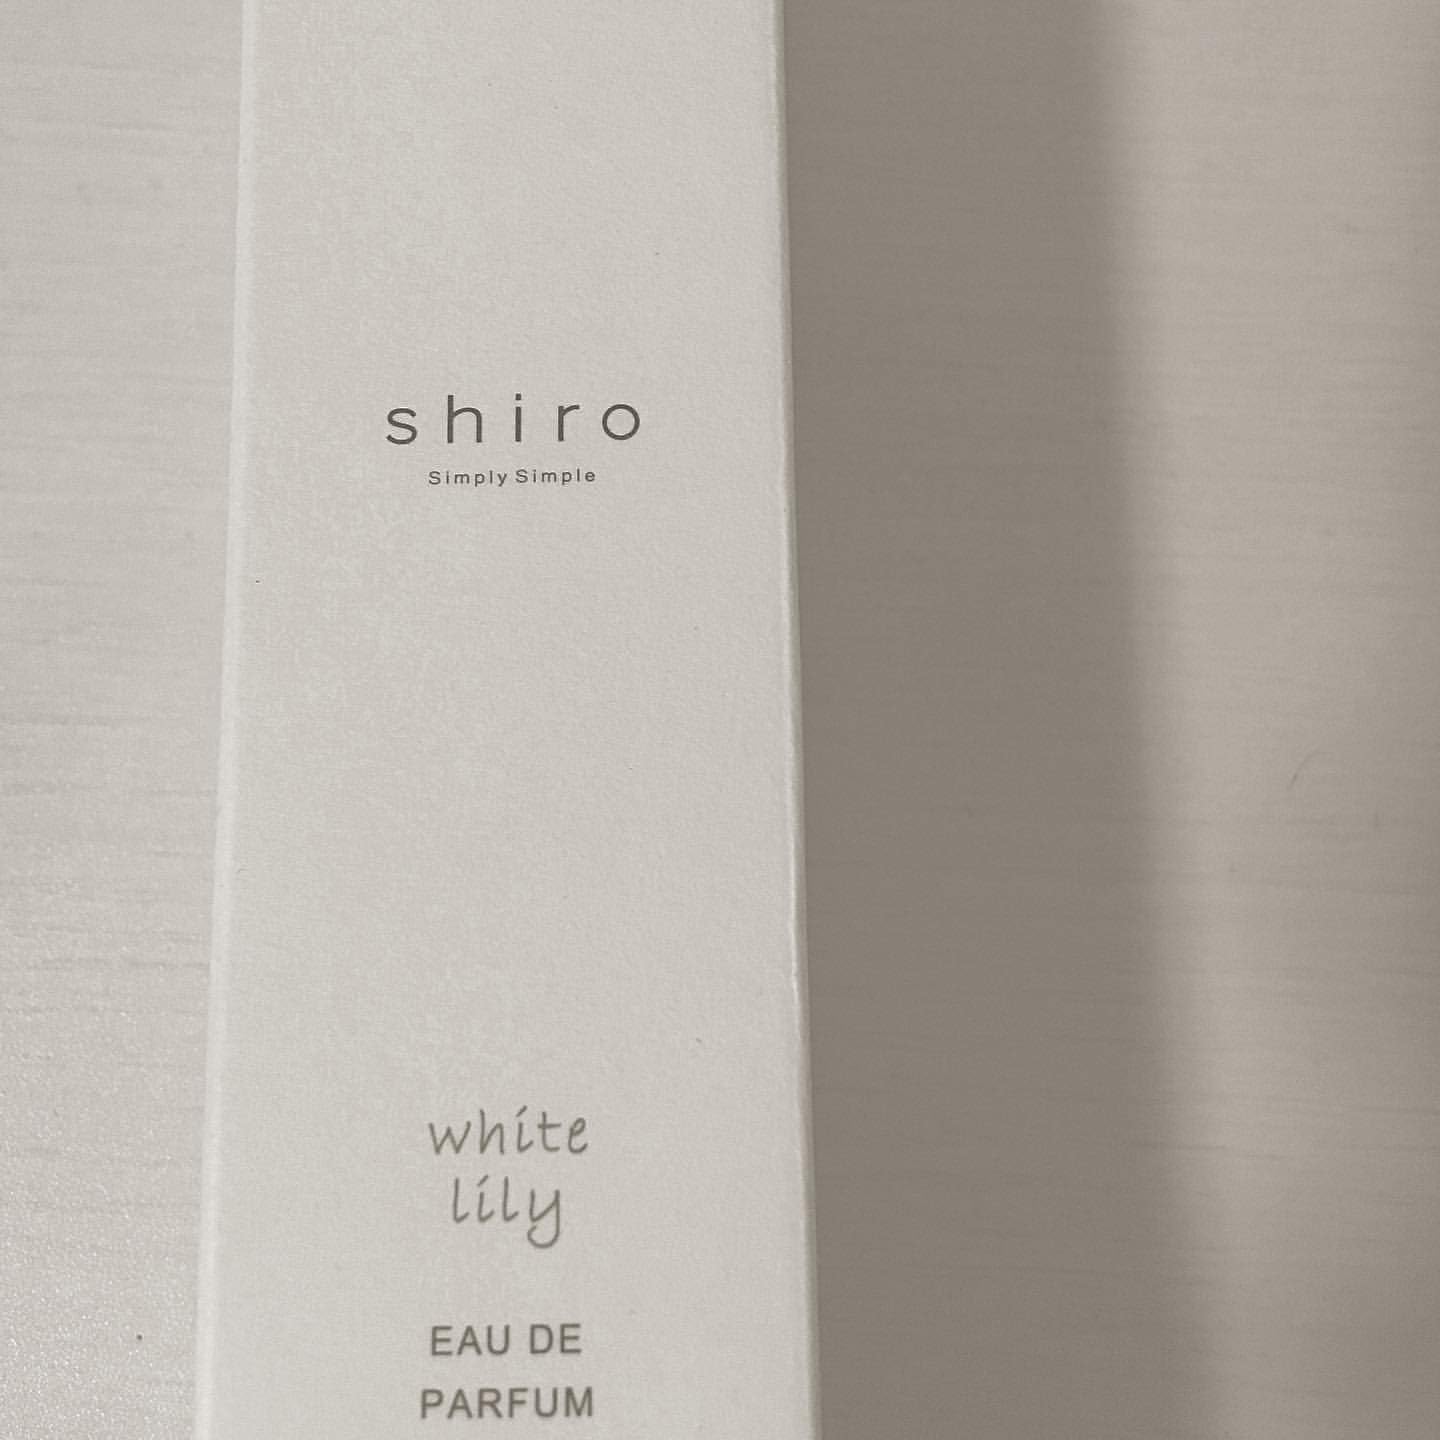 shiro
Simply Simple
white
lily
EAU DE
PARFUM